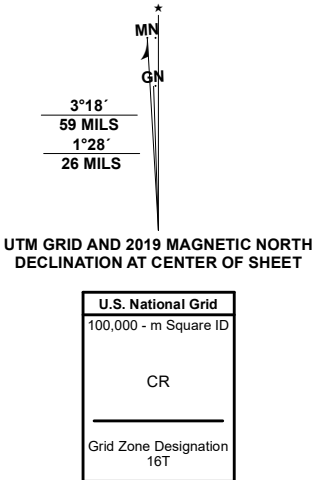 MN
GN
3°18´
59 MILS
1°28´
26 MILS
UTM GRID AND 2019 MAGNETIC NORTH
DECLINATION AT CENTER OF SHEET
U.S. National Grid
100,000 - m Square ID
CR
Grid Zone Designation
16T